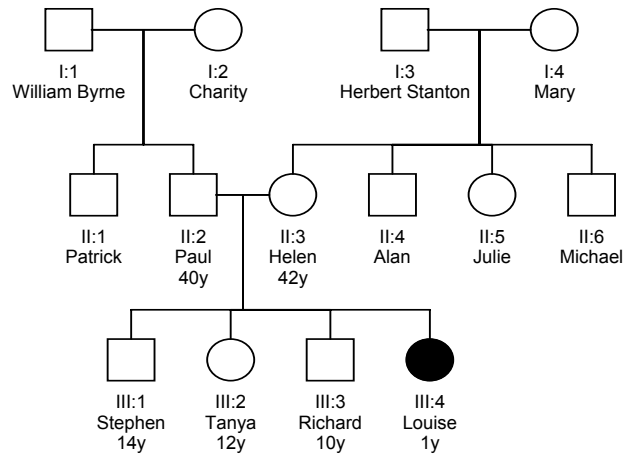 I:1
William Byrne
I:2
Charity
I:3
Herbert Stanton
I:4
Mary
II:1
Patrick
II:2
Paul
40y
II:3
Helen
42y
II:4
Alan
II:5
Julie
II:6
Michael
III:1
Stephen
14y
III:2
Tanya
12y
III:3
Richard
10y
III:4
Louise
1y